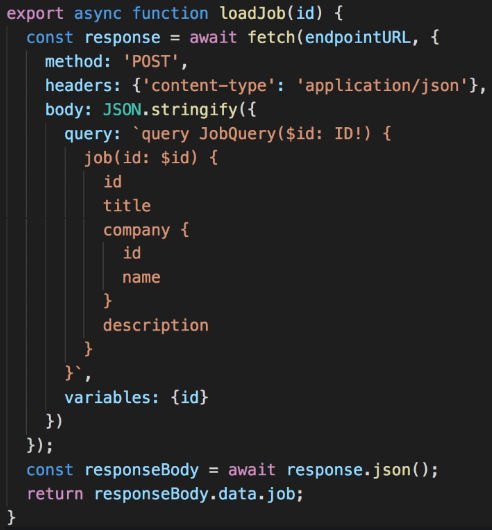 export async function loadJob(id) {
  const response = await fetch(endpointURL, {
    method: 'POST',
    headers: {'content-type': 'application/json'},
    body: JSON.stringify({
      query: `query JobQuery($id: ID!) {
        job(id: $id) {
          id
          title
          company {
            id
            name
          }
          description
        }
      }`,
      variables: {id}
    })
  });
  const responseBody = await response.json();
  return responseBody.data.job;
}